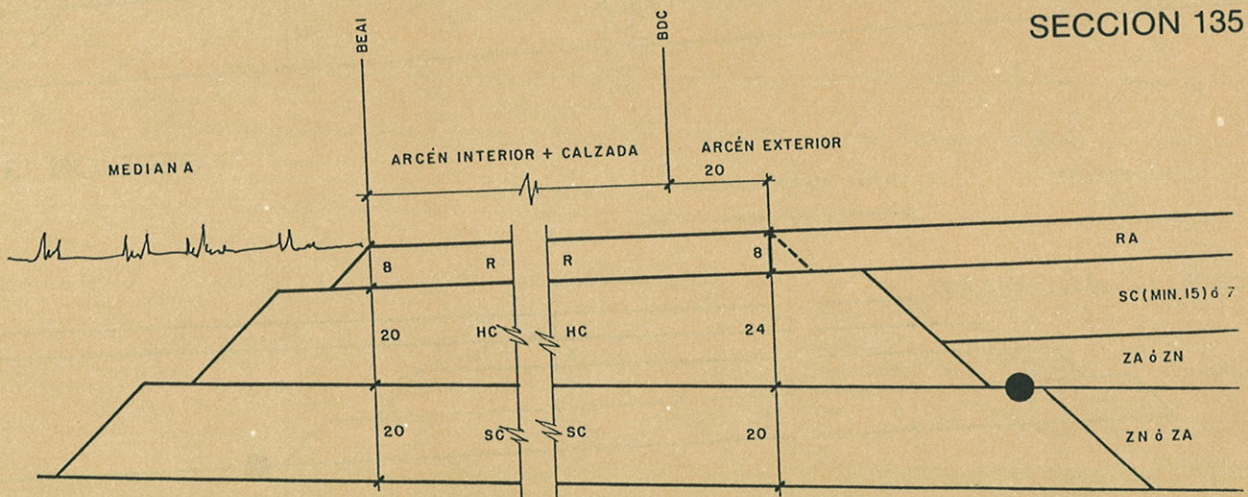 SECCION 135
BEAI
BDC
MEDIANA
ARCÉN INTERIOR + CALZADA
ARCÉN EXTERIOR
20
8
R
R
8
RA
20
HC
HC
24
SC (MIN. 15) ó 7
ZA ó ZN
20
SC
SC
20
ZN ó ZA